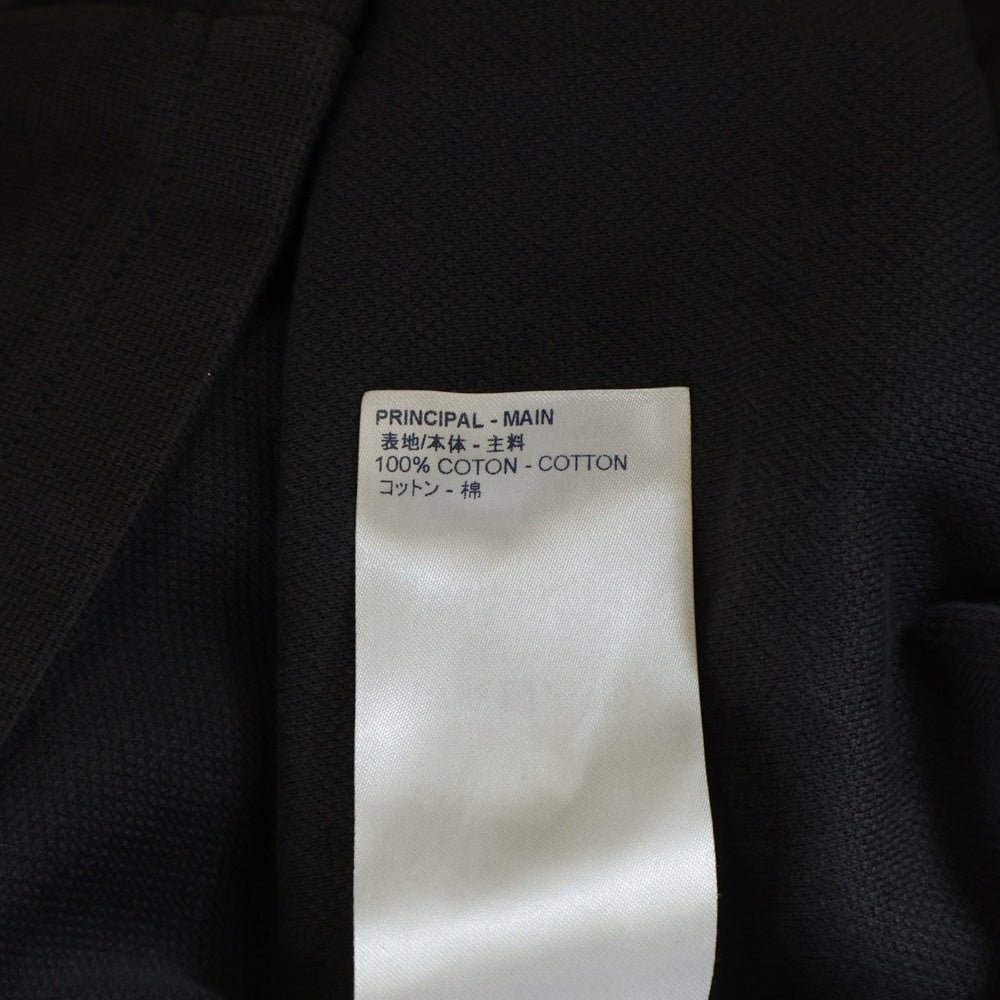 PRINCIPAL - MAIN
表地/本体 - 主料
100% COTON - COTTON
コットン - 棉